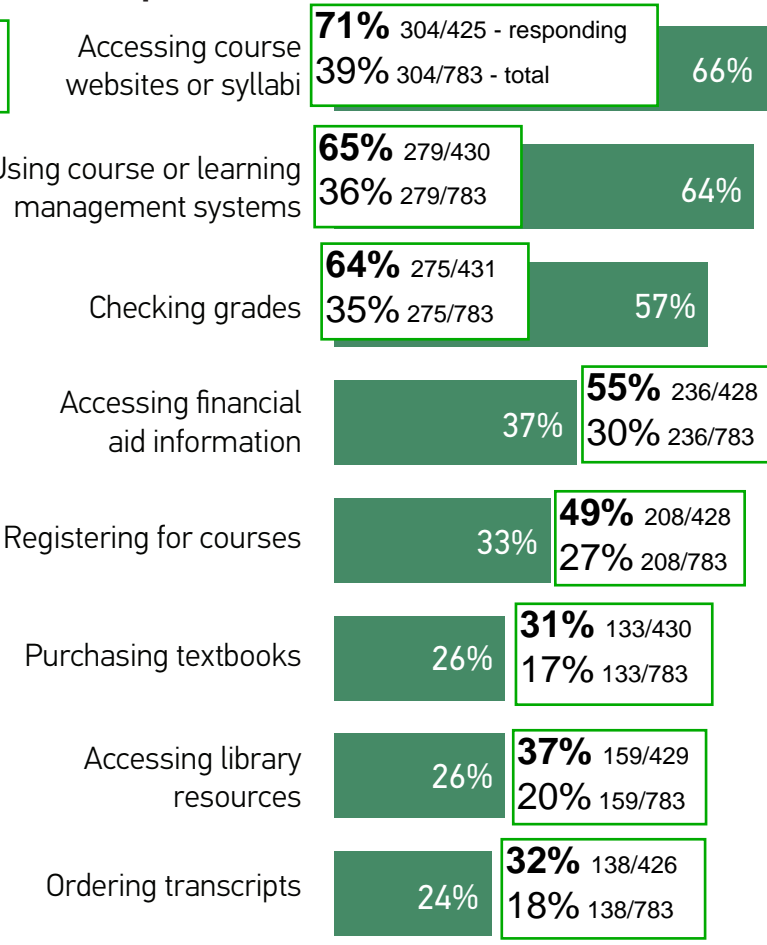 Accessing course
websites or syllabi
71% 304/425 - responding
39% 304/783 - total
66%
Using course or learning
management systems
65% 279/430
36% 279/783
64%
Checking grades
64% 275/431
35% 275/783
57%
Accessing financial
aid information
37%
55% 236/428
30% 236/783
Registering for courses
33%
49% 208/428
27% 208/783
Purchasing textbooks
26%
31% 133/430
17% 133/783
Accessing library
resources
26%
37% 159/429
20% 159/783
Ordering transcripts
24%
32% 138/426
18% 138/783